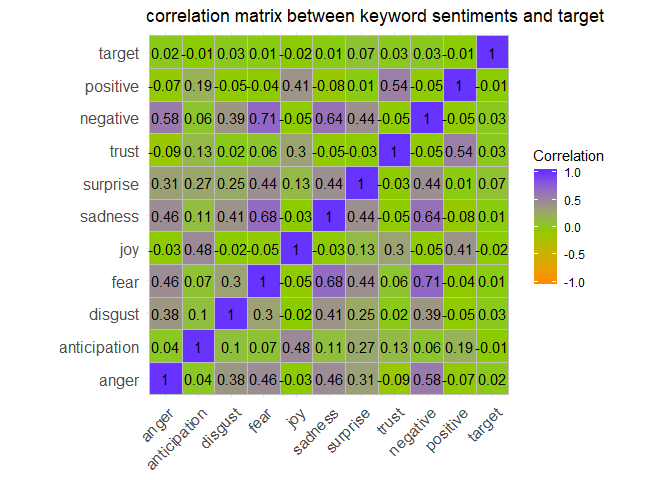 correlation matrix between keyword sentiments and target
target 0.02 -0.01 0.03 0.01 -0.02 0.01 0.07 0.03 0.03 -0.01 1
positive -0.07 0.19 -0.05 -0.04 0.41 -0.08 0.01 0.54 -0.05 1 -0.01
negative 0.58 0.06 0.39 0.71 -0.05 0.64 0.44 -0.05 1 -0.05 0.03
trust -0.09 0.13 0.02 0.06 0.3 -0.05 -0.03 1 -0.05 0.54 0.03
surprise 0.31 0.27 0.25 0.44 0.13 0.44 1 -0.03 0.44 0.01 0.07
sadness 0.46 0.11 0.41 0.68 -0.03 1 0.44 -0.05 0.64 -0.08 0.01
joy -0.03 0.48 -0.02 -0.05 1 -0.03 0.13 0.3 -0.05 0.41 -0.02
fear 0.46 0.07 0.3 1 -0.05 0.68 0.44 0.06 0.71 -0.04 0.01
disgust 0.38 0.1 1 0.3 -0.02 0.41 0.25 0.02 0.39 -0.05 0.03
anticipation 0.04 1 0.1 0.07 0.48 0.11 0.27 0.13 0.06 0.19 -0.01
anger 1 0.04 0.38 0.46 -0.03 0.46 0.31 -0.09 0.58 -0.07 0.02
anger anticipation disgust fear joy sadness surprise trust negative positive target
Correlation
1.0
0.5
0.0
-0.5
-1.0